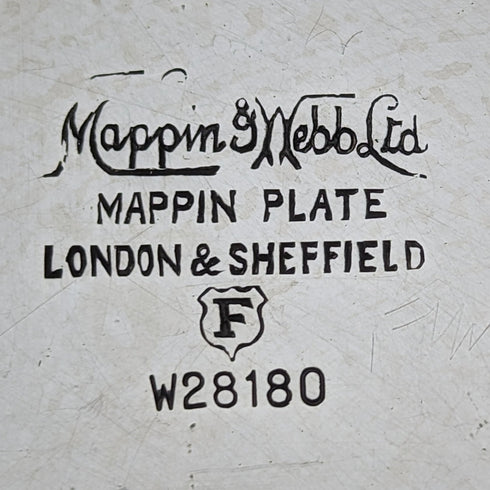 Mappin & Webb Ltd
MAPPIN PLATE
LONDON & SHEFFIELD
F
W28180